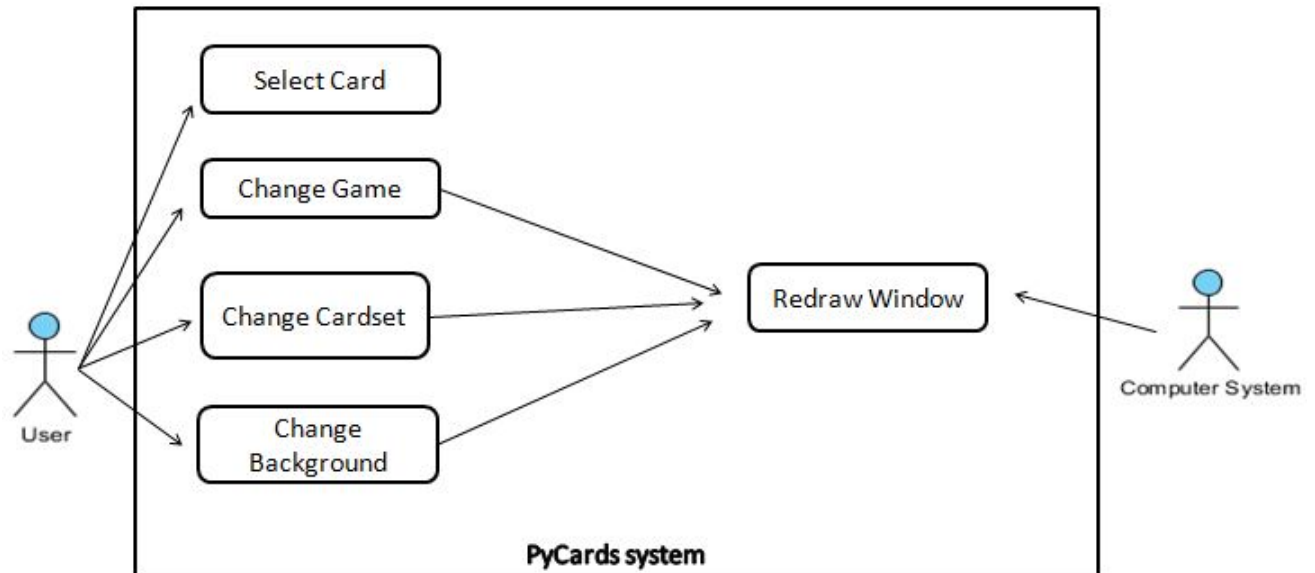 Select Card
Change Game
Change Cardset
Redraw Window
Computer System
User
Change
Background
PyCards system